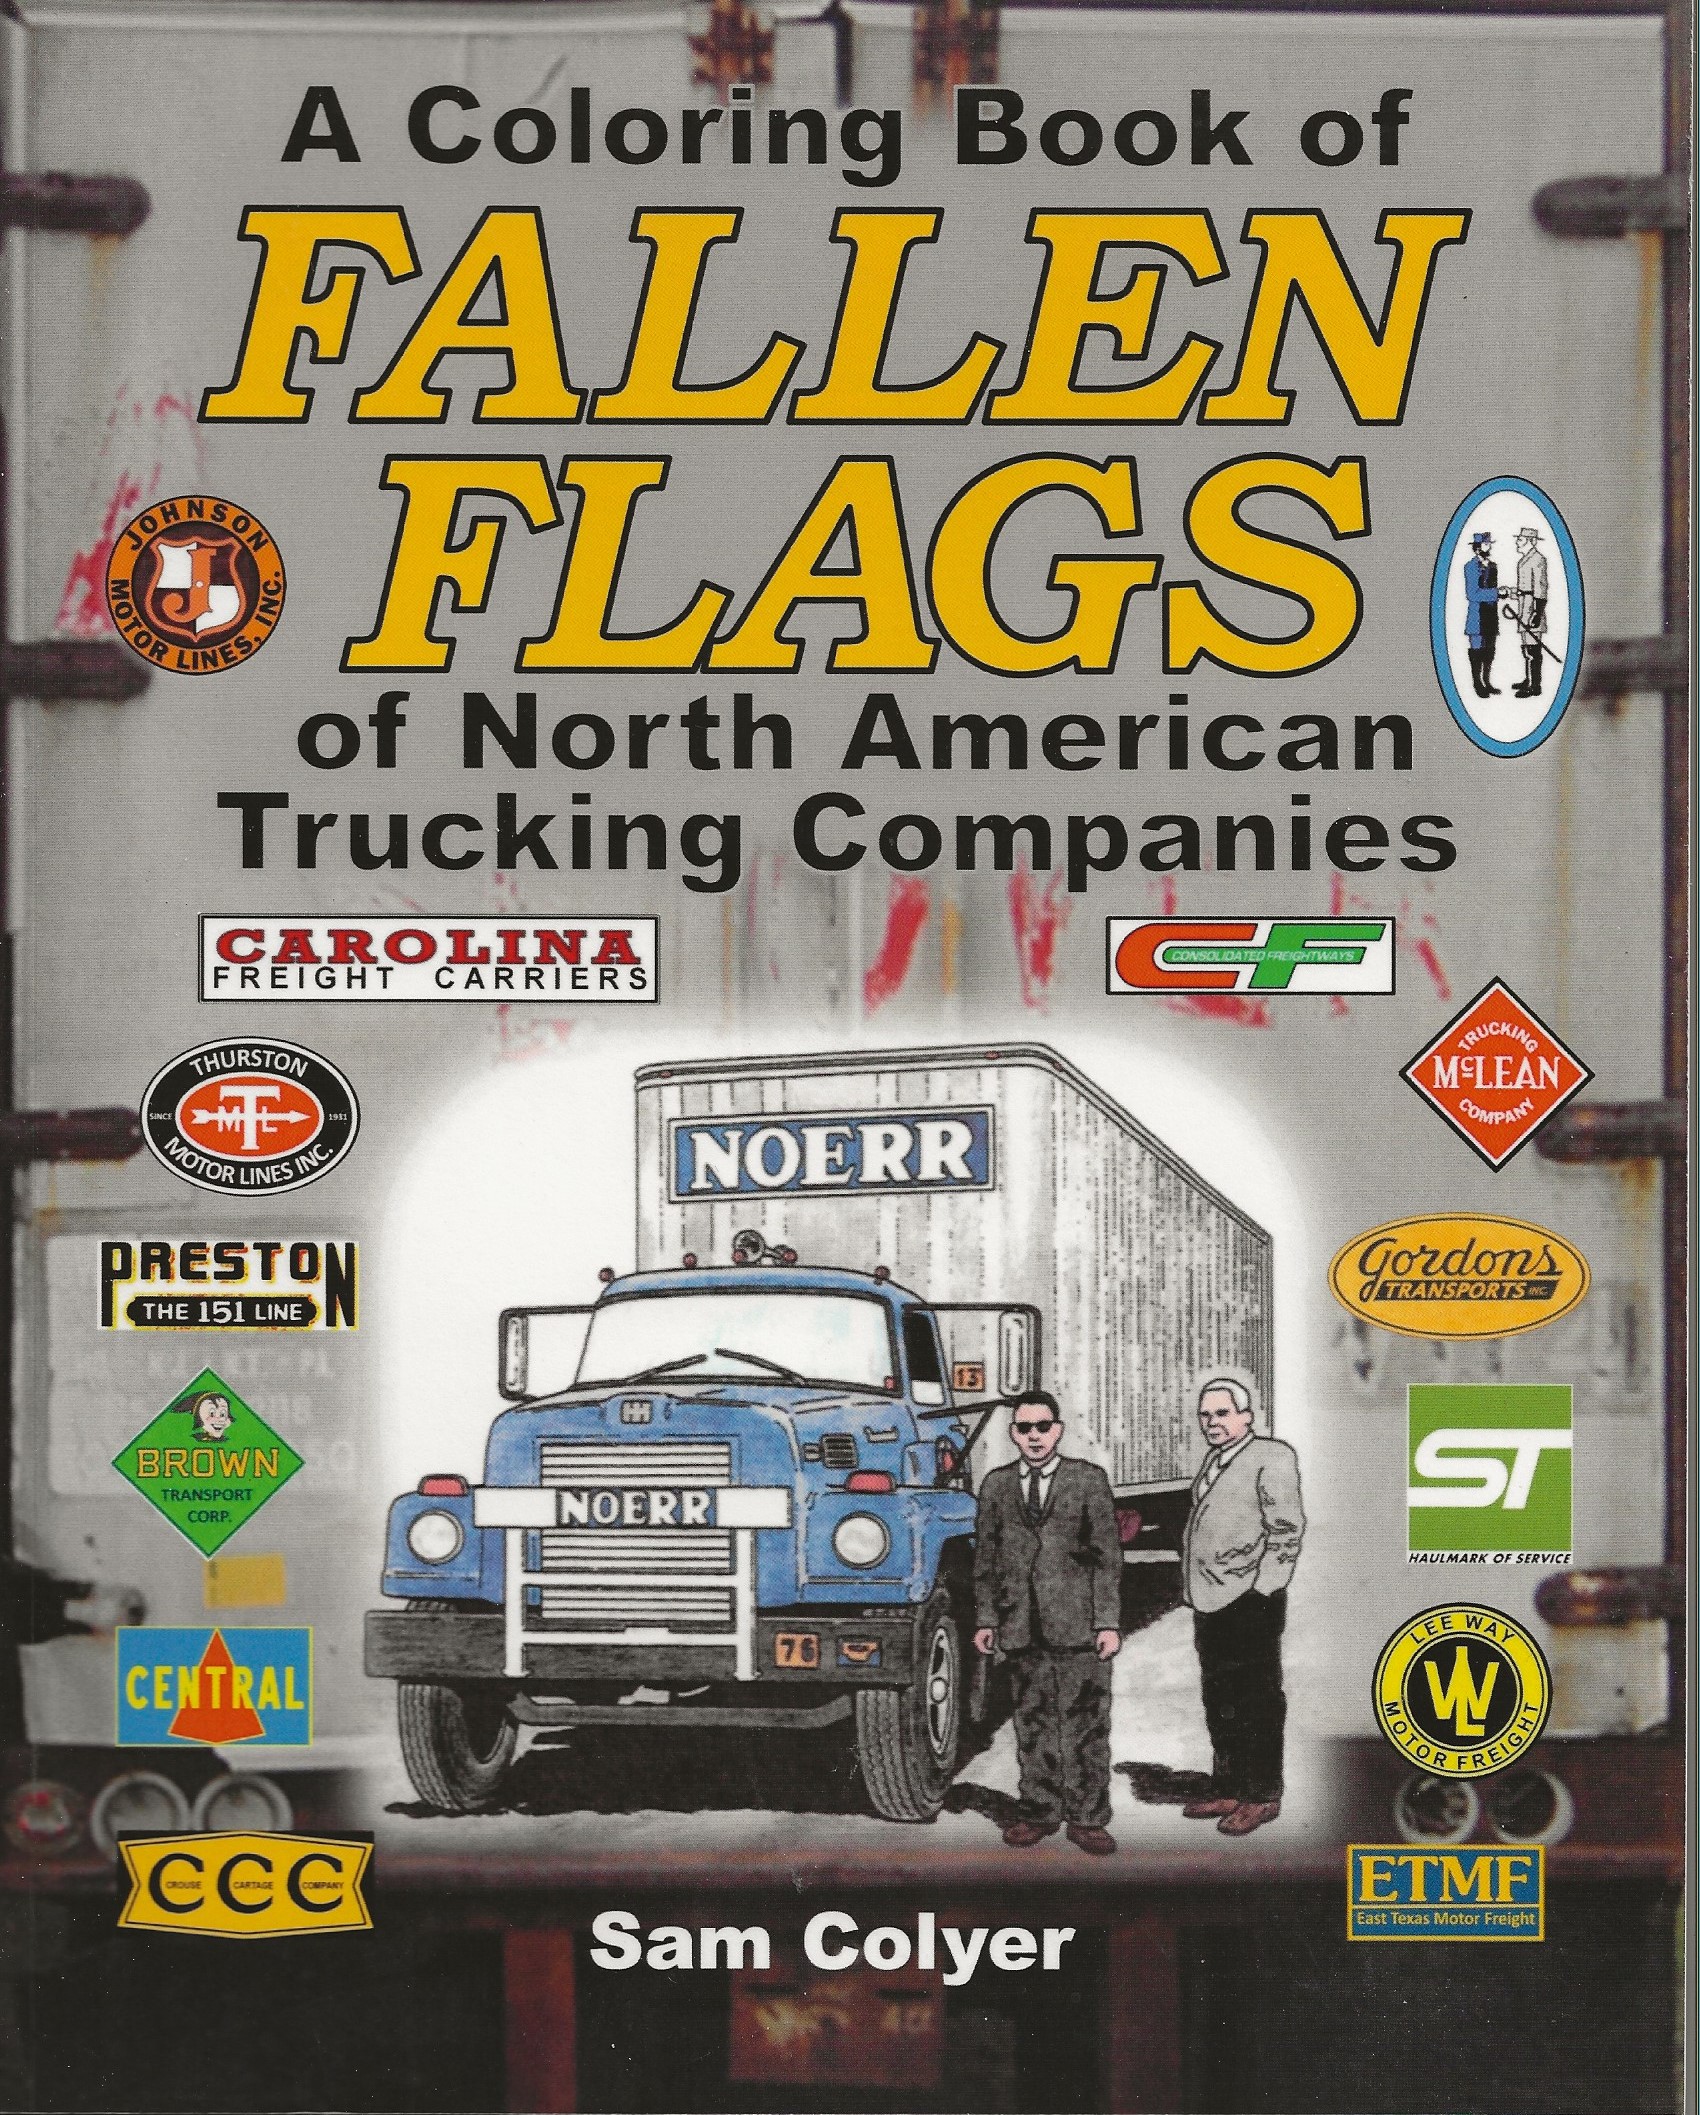 A Coloring Book of
FALLEN
FLAGS
of North American
Trucking Companies
JOHNSON
J
MOTOR LINES, INC.
CAROLINA
FREIGHT CARRIERS
CF
CONSOLIDATED FREIGHTWAYS
THURSTON
SINCE
T
ML
1931
MOTOR LINES INC.
TRUCKING
McLEAN
COMPANY
PRESTON
THE 151 LINE
Gordons
TRANSPORTS INC.
BROWN
TRANSPORT
CORP.
ST
HAULMARK OF SERVICE
CENTRAL
LEE WAY
WL
MOTOR FREIGHT
CCC
CROUSE CARTAGE COMPANY
ETMF
East Texas Motor Freight
NOERR
13
NOERR
76
Sam Colyer